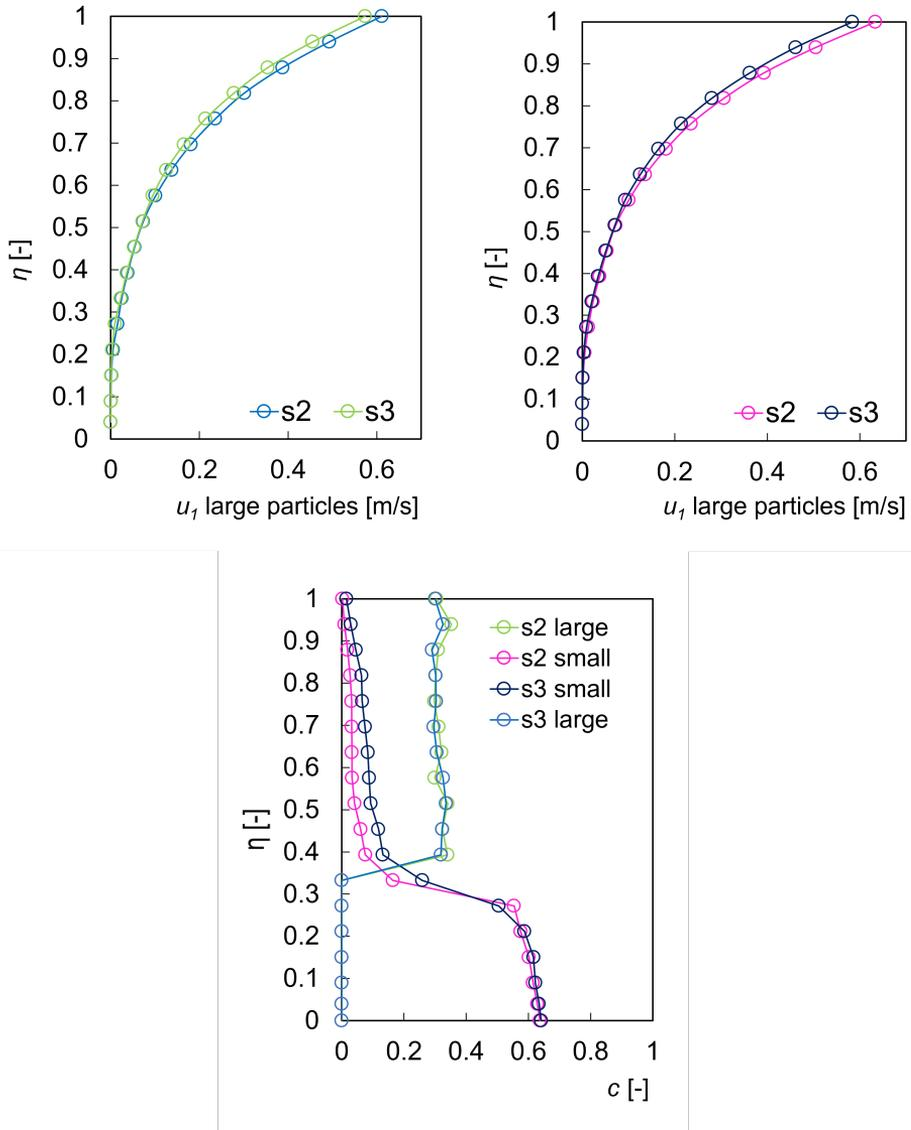 1
0.9
0.8
0.7
0.6
0.5
0.4
0.3
0.2
0.1
0
η [-]
s2 s3
0 0.2 0.4 0.6
u1 large particles [m/s]
1
0.9
0.8
0.7
0.6
0.5
0.4
0.3
0.2
0.1
0
η [-]
s2 s3
0 0.2 0.4 0.6
u1 large particles [m/s]
1
0.9
0.8
0.7
0.6
0.5
0.4
0.3
0.2
0.1
0
η [-]
s2 large
s2 small
s3 small
s3 large
0 0.2 0.4 0.6 0.8 1
c [-]